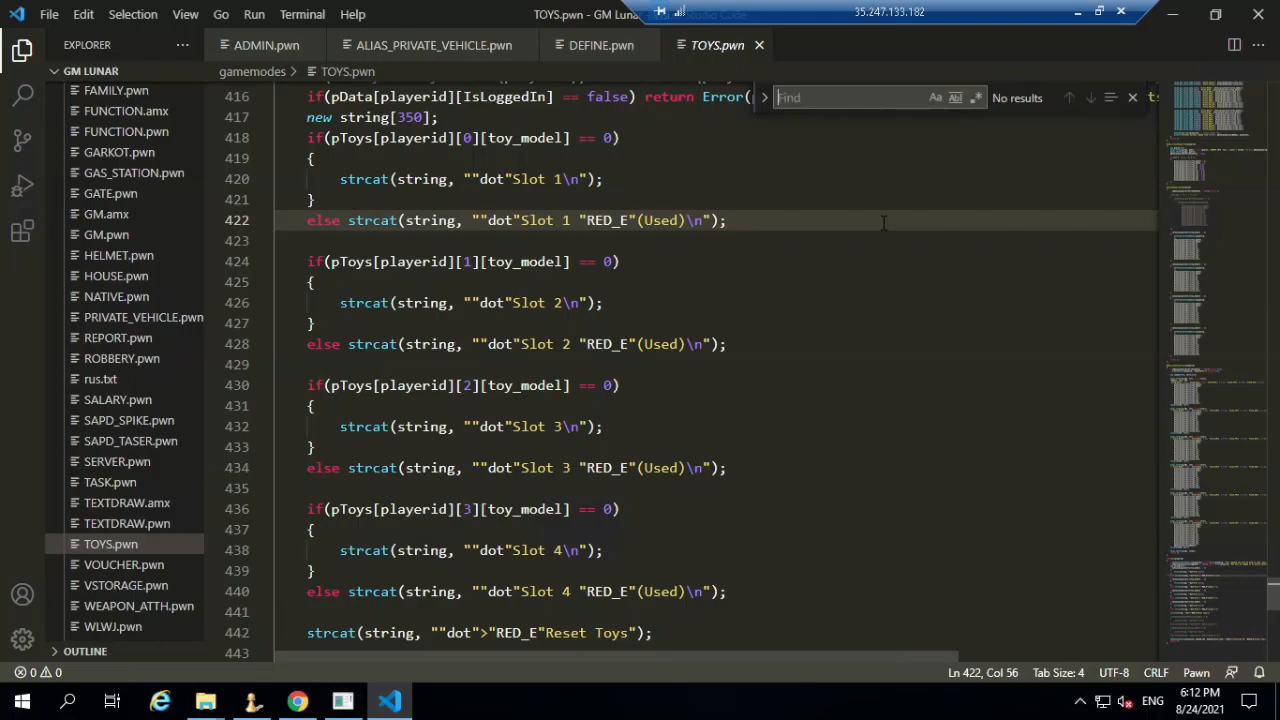 File Edit Selection View Go Run Terminal Help
TOYS.pwn - GM Lunar
35.247.133.182
EXPLORER
ADMIN.pwn ALIAS_PRIVATE_VEHICLE.pwn DEFINE.pwn TOYS.pwn
GM LUNAR
gamemodes > TOYS.pwn
FAMILY.pwn
FUNCTION.amx
FUNCTION.pwn
GARKOT.pwn
GAS_STATION.pwn
GATE.pwn
GM.amx
GM.pwn
HELMET.pwn
HOUSE.pwn
NATIVE.pwn
PRIVATE_VEHICLE.pwn
REPORT.pwn
ROBBERY.pwn
rus.txt
SALARY.pwn
SAPD_SPIKE.pwn
SAPD_TASER.pwn
SERVER.pwn
TASK.pwn
TEXTDRAW.amx
TEXTDRAW.pwn
TOYS.pwn
VOUCHER.pwn
VSTORAGE.pwn
WEAPON_ATTH.pwn
WLWJ.pwn
OUTLINE
Find Aa Abl .* No results
416 if(pData[playerid][IsLoggedIn] == false) return Error(
417 new string[350];
418 if(pToys[playerid][0][toy_model] == 0)
419 {
420 strcat(string, ""dot"Slot 1\n");
421 }
422 else strcat(string, ""dot"Slot 1 "RED_E"(Used)\n");
423
424 if(pToys[playerid][1][toy_model] == 0)
425 {
426 strcat(string, ""dot"Slot 2\n");
427 }
428 else strcat(string, ""dot"Slot 2 "RED_E"(Used)\n");
429
430 if(pToys[playerid][2][toy_model] == 0)
431 {
432 strcat(string, ""dot"Slot 3\n");
433 }
434 else strcat(string, ""dot"Slot 3 "RED_E"(Used)\n");
435
436 if(pToys[playerid][3][toy_model] == 0)
437 {
438 strcat(string, ""dot"Slot 4\n");
439 }
440 else strcat(string, ""dot"Slot 4 "RED_E"(Used)\n");
441
442 strcat(string, ""dot""RED_E"Reset Toys");
443
0 0
Ln 422, Col 56 Tab Size: 4 UTF-8 CRLF Pawn
ENG
6:12 PM
8/24/2021